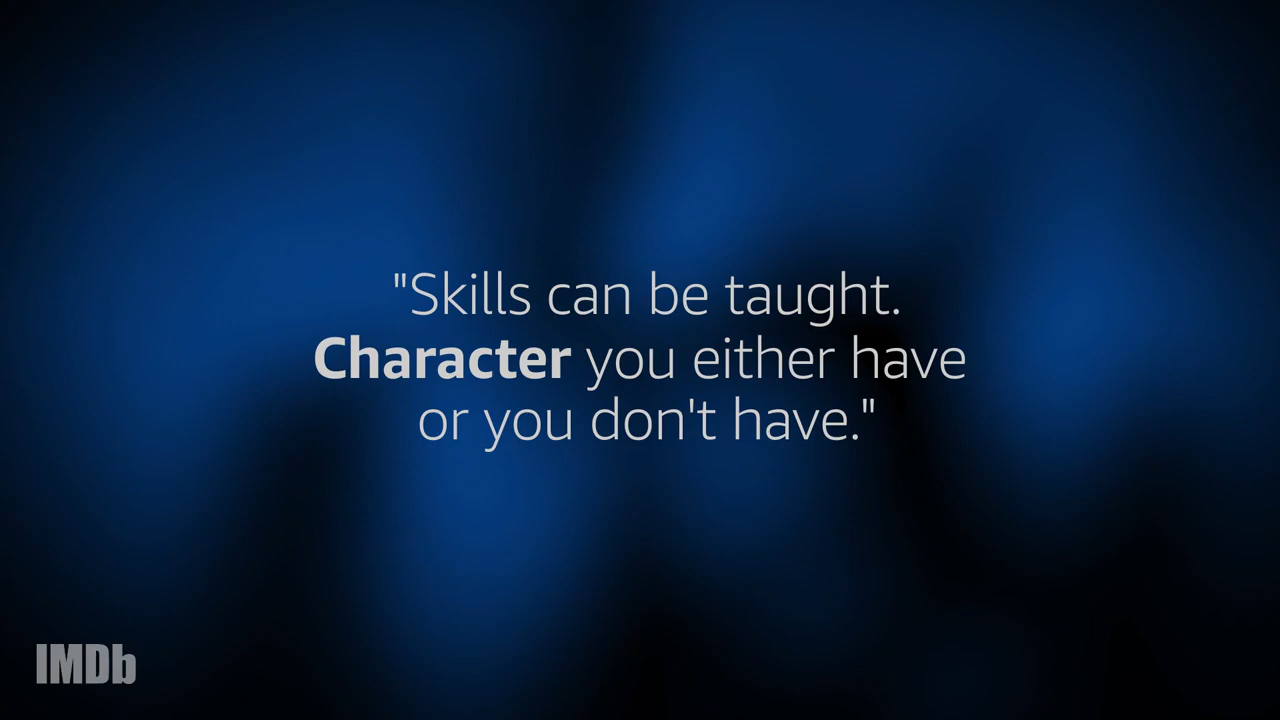 "Skills can be taught.
Character you either have
or you don't have."
IMDb